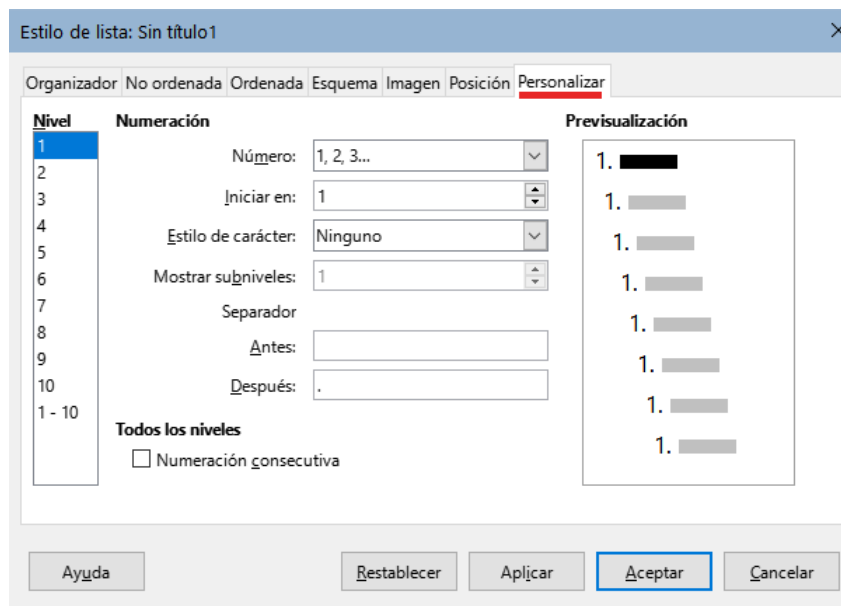 Estilo de lista: Sin título1
Organizador No ordenada Ordenada Esquema Imagen Posición Personalizar
Nivel Numeración Previsualización
1 Número: 1, 2, 3... 1.
2
3 Iniciar en: 1 1.
4 Estilo de carácter: Ninguno 1.
5
6 Mostrar subniveles: 1 1.
7 Separador
8 1.
9 Antes: 1.
10 Después: . 1.
1 - 10
Todos los niveles 1.
Numeración consecutiva
Ayuda Restablecer Aplicar Aceptar Cancelar